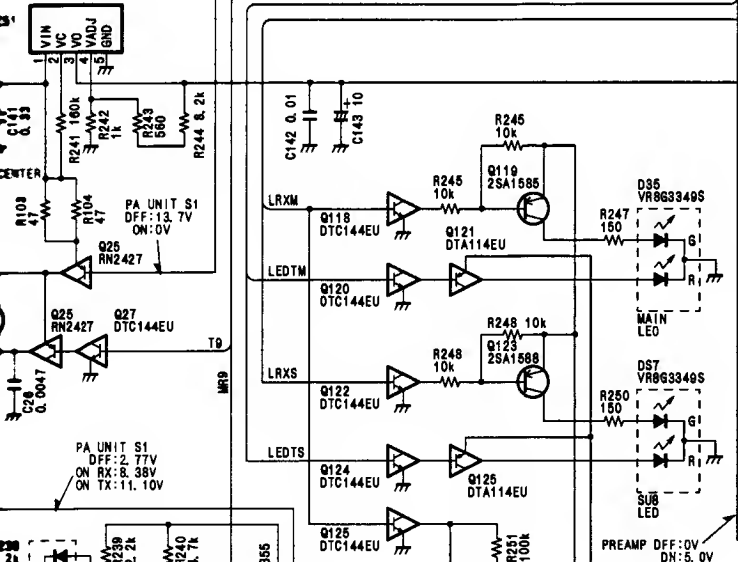 VIN
VC
VO
VADJ
GND
1 2 3 4 5
C141
0.33
R241 160k
R242
1k
R243
560
R244 8.2k
C142 0.01
C143 10
+
CENTER
R103
47
R104
47
PA UNIT S1
DFF:13.7V
ON:0V
Q25
RN2427
Q25
RN2427
Q27
DTC144EU
T9
MR9
C26
0.0047
PA UNIT S1
DFF:2.77V
ON RX:8.38V
ON TX:11.10V
R239
2.2k
R240
4.7k
LRXM
Q118
DTC144EU
R245
10k
R245
10k
Q119
2SA1585
R247
150
D35
VR8G3349S
G
R
MAIN
LEO
LEDTM
Q120
0TC144EU
Q121
DTA114EU
LRXS
Q122
DTC144EU
R248
10k
R248 10k
Q123
2SA1588
R250
150
DS7
VR8G3349S
G
R
SUB
LED
LEDTS
Q124
DTC144EU
Q125
DTA114EU
Q125
DTC144EU
R251
100k
PREAMP DFF:0V
DN:5.0V